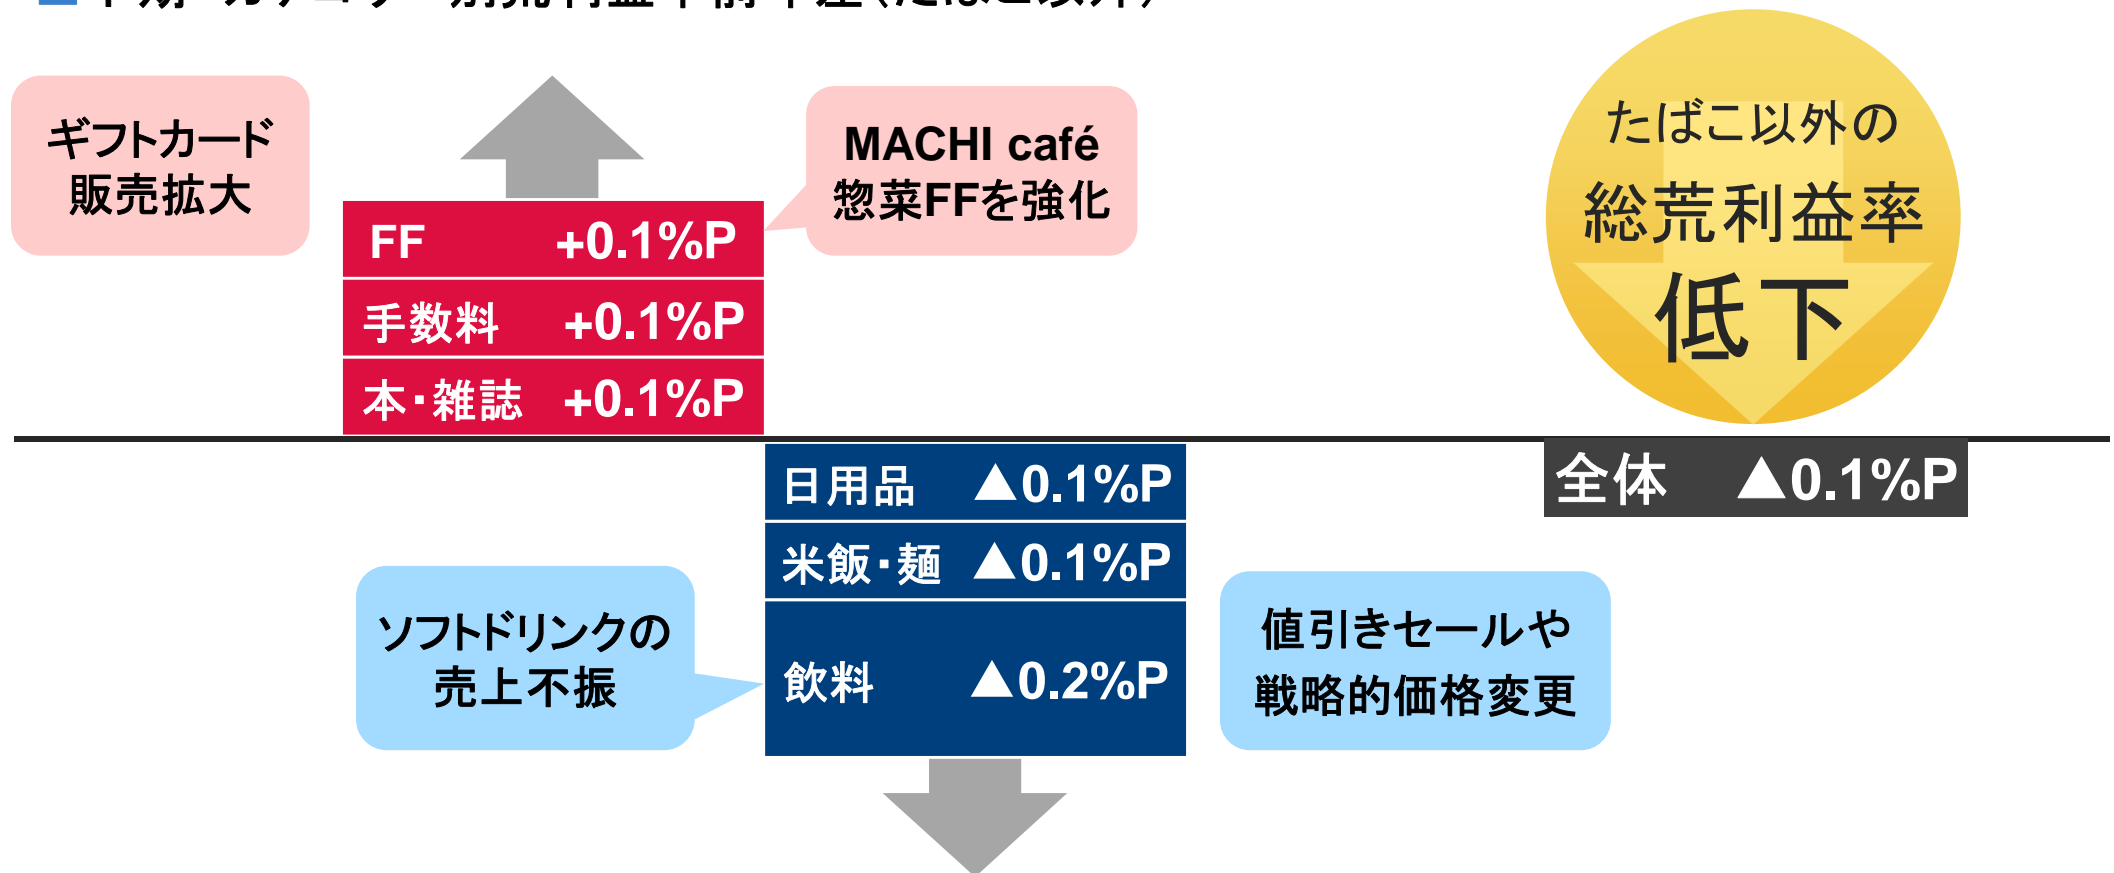 ギフトカード
販売拡大
MACHI café
惣菜FFを強化
FF +0.1%P
手数料 +0.1%P
本・雑誌 +0.1%P
たばこ以外の
総荒利益率
低下
日用品 ▲0.1%P
米飯・麺 ▲0.1%P
飲料 ▲0.2%P
全体 ▲0.1%P
ソフトドリンクの
売上不振
値引きセールや
戦略的価格変更